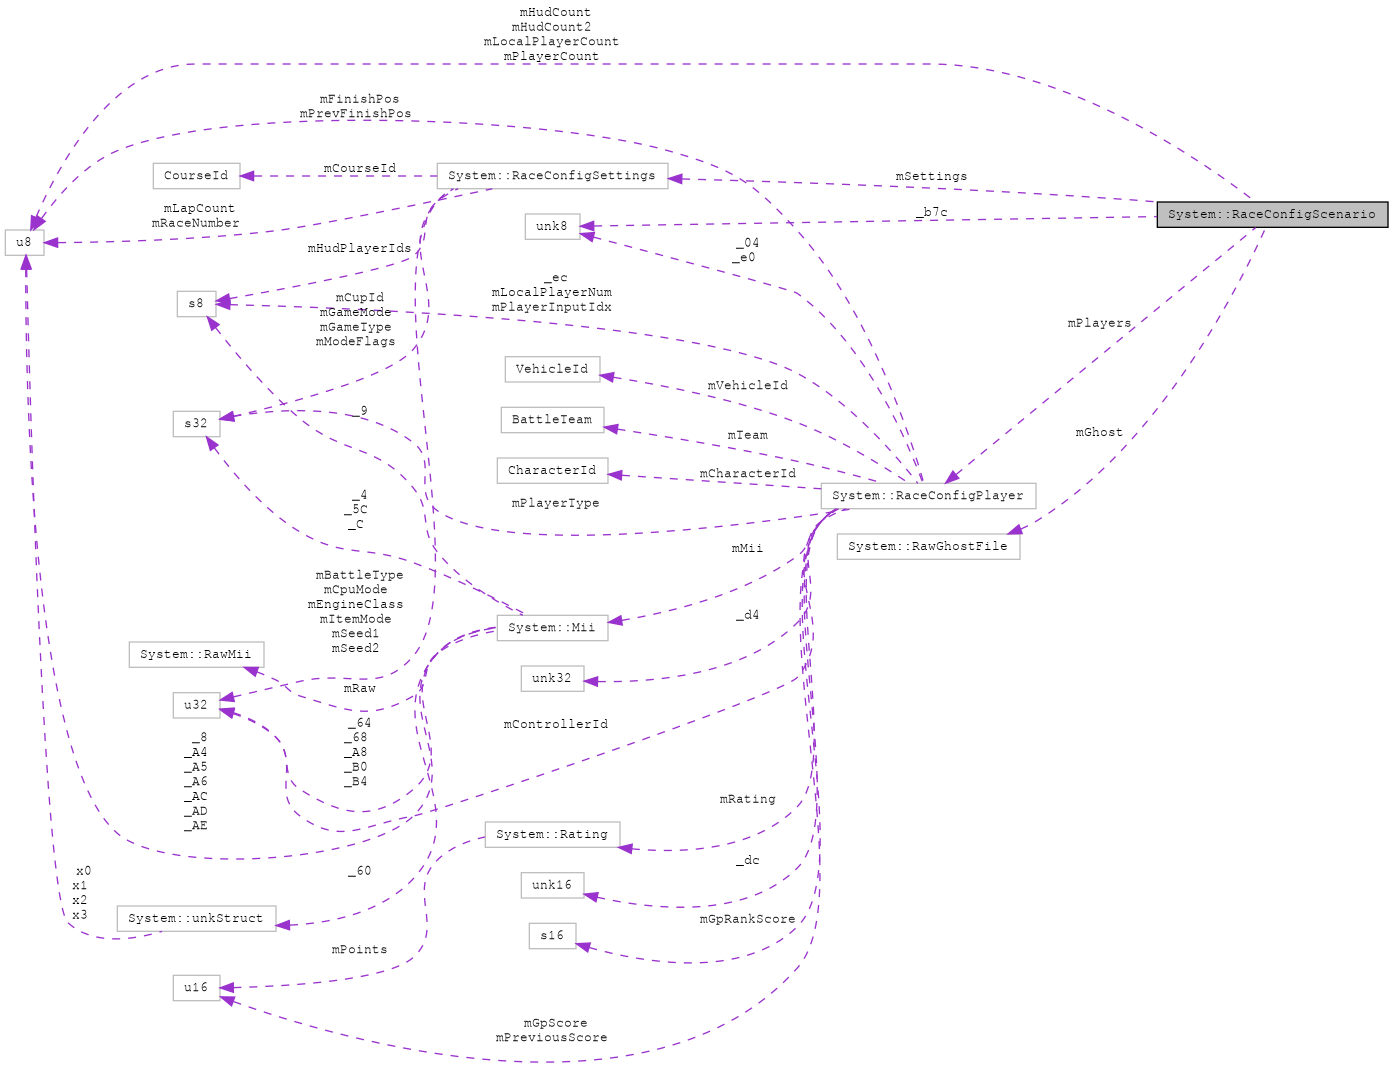 mHudCount
mHudCount2
mLocalPlayerCount
mPlayerCount
mFinishPos
mPrevFinishPos
CourseId
mCourseId
System::RaceConfigSettings
mSettings
System::RaceConfigScenario
mLapCount
mRaceNumber
u8
unk8
_b7c
mHudPlayerIds
_04
_e0
s8
_ec
mLocalPlayerNum
mPlayerInputIdx
mCupId
mGameMode
mGameType
mModeFlags
mPlayers
VehicleId
mVehicleId
s32
_9
BattleTeam
mTeam
mGhost
CharacterId
mCharacterId
System::RaceConfigPlayer
_4
_5C
_C
mPlayerType
System::RawGhostFile
mMii
mBattleType
mCpuMode
mEngineClass
mItemMode
mSeed1
mSeed2
System::Mii
_d4
System::RawMii
unk32
mRaw
u32
_64
_68
_A8
_B0
_B4
mControllerId
_8
_A4
_A5
_A6
_AC
_AD
_AE
mRating
System::Rating
x0
x1
x2
x3
_60
_dc
unk16
System::unkStruct
mGpRankScore
s16
mPoints
u16
mGpScore
mPreviousScore